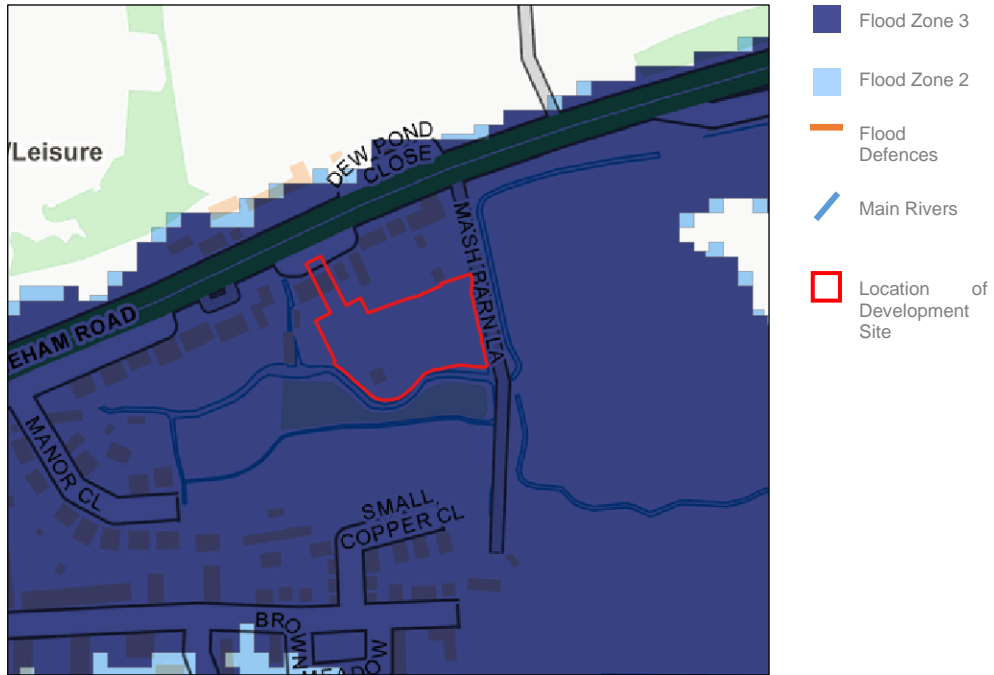 /Leisure
DEW POND
CLOSE
EHAM ROAD
MASH BARN LA
MANOR CL
SMALL
COPPER CL
BROWN
MEADOW
Flood Zone 3
Flood Zone 2
Flood
Defences
Main Rivers
Location of
Development
Site